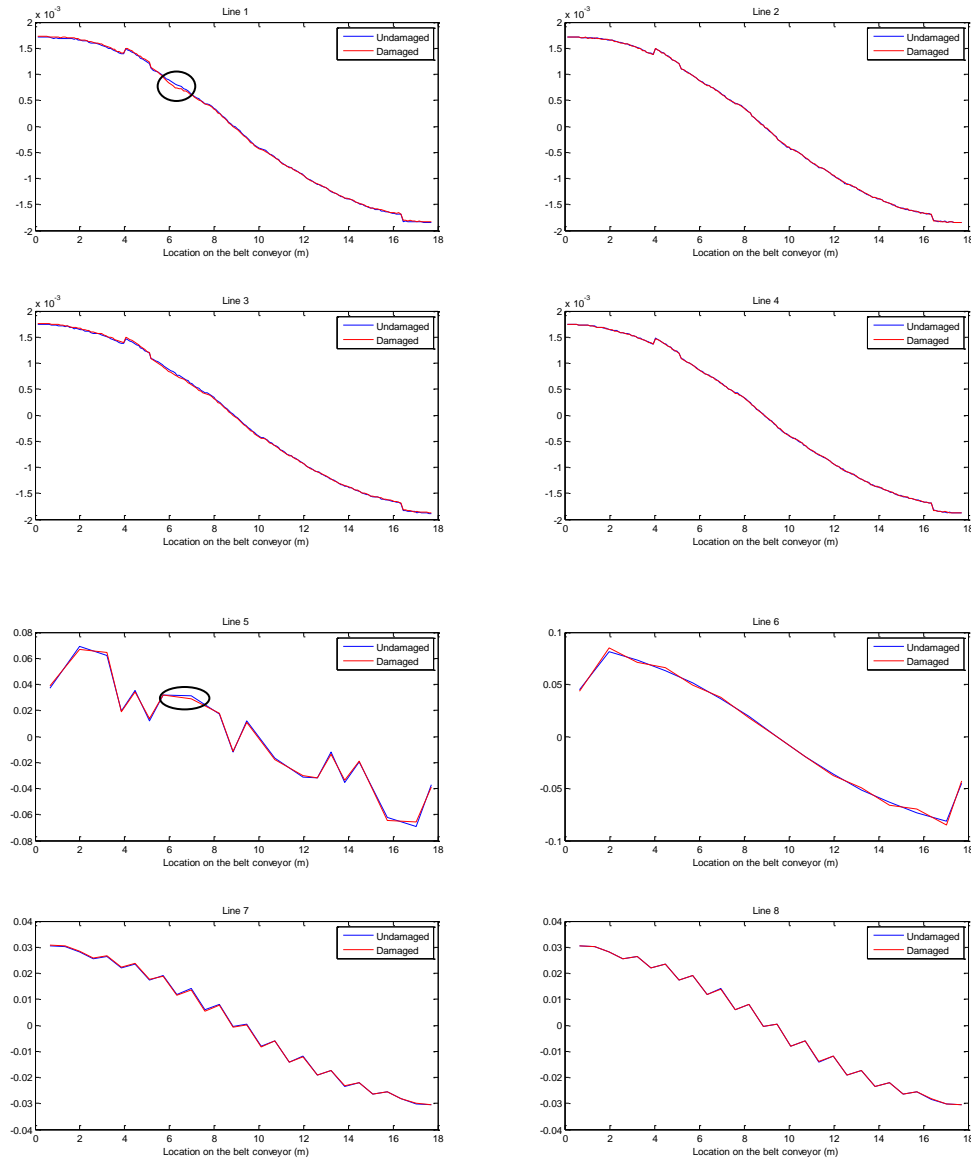 Line 1
x 10⁻³
2
1.5
1
0.5
0
-0.5
-1
-1.5
-2
0 2 4 6 8 10 12 14 16 18
Location on the belt conveyor (m)
Undamaged
Damaged
Line 2
x 10⁻³
2
1.5
1
0.5
0
-0.5
-1
-1.5
-2
0 2 4 6 8 10 12 14 16 18
Location on the belt conveyor (m)
Undamaged
Damaged
Line 3
x 10⁻³
2
1.5
1
0.5
0
-0.5
-1
-1.5
-2
0 2 4 6 8 10 12 14 16 18
Location on the belt conveyor (m)
Undamaged
Damaged
Line 4
x 10⁻³
2
1.5
1
0.5
0
-0.5
-1
-1.5
-2
0 2 4 6 8 10 12 14 16 18
Location on the belt conveyor (m)
Undamaged
Damaged
Line 5
0.08
0.06
0.04
0.02
0
-0.02
-0.04
-0.06
-0.08
0 2 4 6 8 10 12 14 16 18
Location on the belt conveyor (m)
Undamaged
Damaged
Line 6
0.1
0.05
0
-0.05
-0.1
0 2 4 6 8 10 12 14 16 18
Location on the belt conveyor (m)
Undamaged
Damaged
Line 7
0.04
0.03
0.02
0.01
0
-0.01
-0.02
-0.03
-0.04
0 2 4 6 8 10 12 14 16 18
Location on the belt conveyor (m)
Undamaged
Damaged
Line 8
0.04
0.03
0.02
0.01
0
-0.01
-0.02
-0.03
-0.04
0 2 4 6 8 10 12 14 16 18
Location on the belt conveyor (m)
Undamaged
Damaged